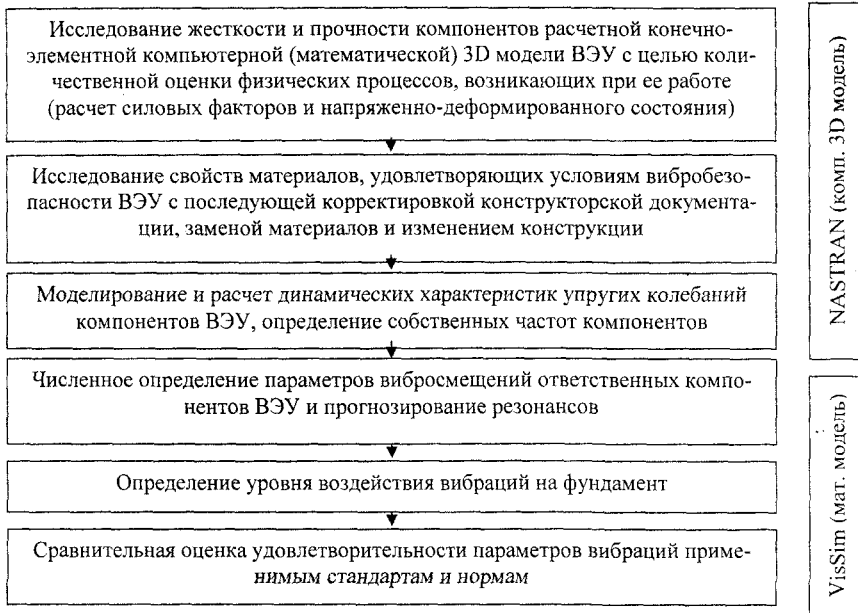 Исследование жесткости и прочности компонентов расчетной конечно-
элементной компьютерной (математической) 3D модели ВЭУ с целью коли-
чественной оценки физических процессов, возникающих при ее работе
(расчет силовых факторов и напряженно-деформированного состояния)
Исследование свойств материалов, удовлетворяющих условиям вибробезо-
пасности ВЭУ с последующей корректировкой конструкторской документа-
ции, заменой материалов и изменением конструкции
Моделирование и расчет динамических характеристик упругих колебаний
компонентов ВЭУ, определение собственных частот компонентов
Численное определение параметров вибросмещений ответственных компо-
нентов ВЭУ и прогнозирование резонансов
Определение уровня воздействия вибраций на фундамент
Сравнительная оценка удовлетворительности параметров вибраций приме-
нимым стандартам и нормам
NASTRAN (комп. 3D модель)
VisSim (мат. модель)